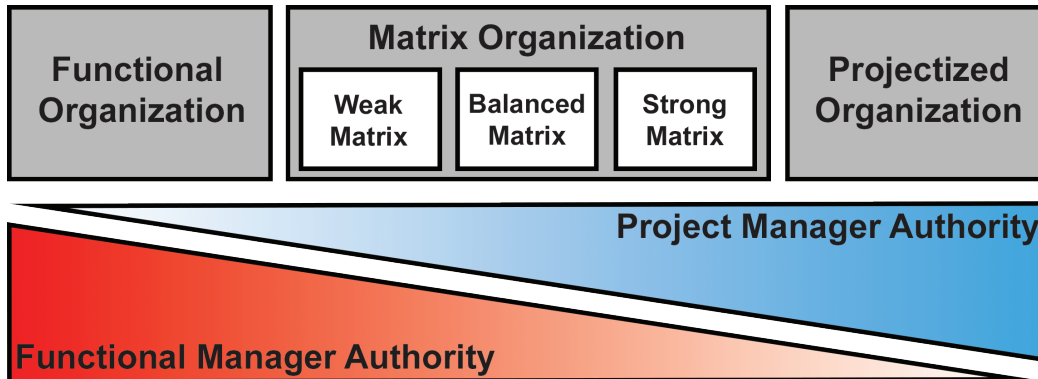 Functional
Organization
Matrix Organization
Weak
Matrix
Balanced
Matrix
Strong
Matrix
Projectized
Organization
Project Manager Authority
Functional Manager Authority